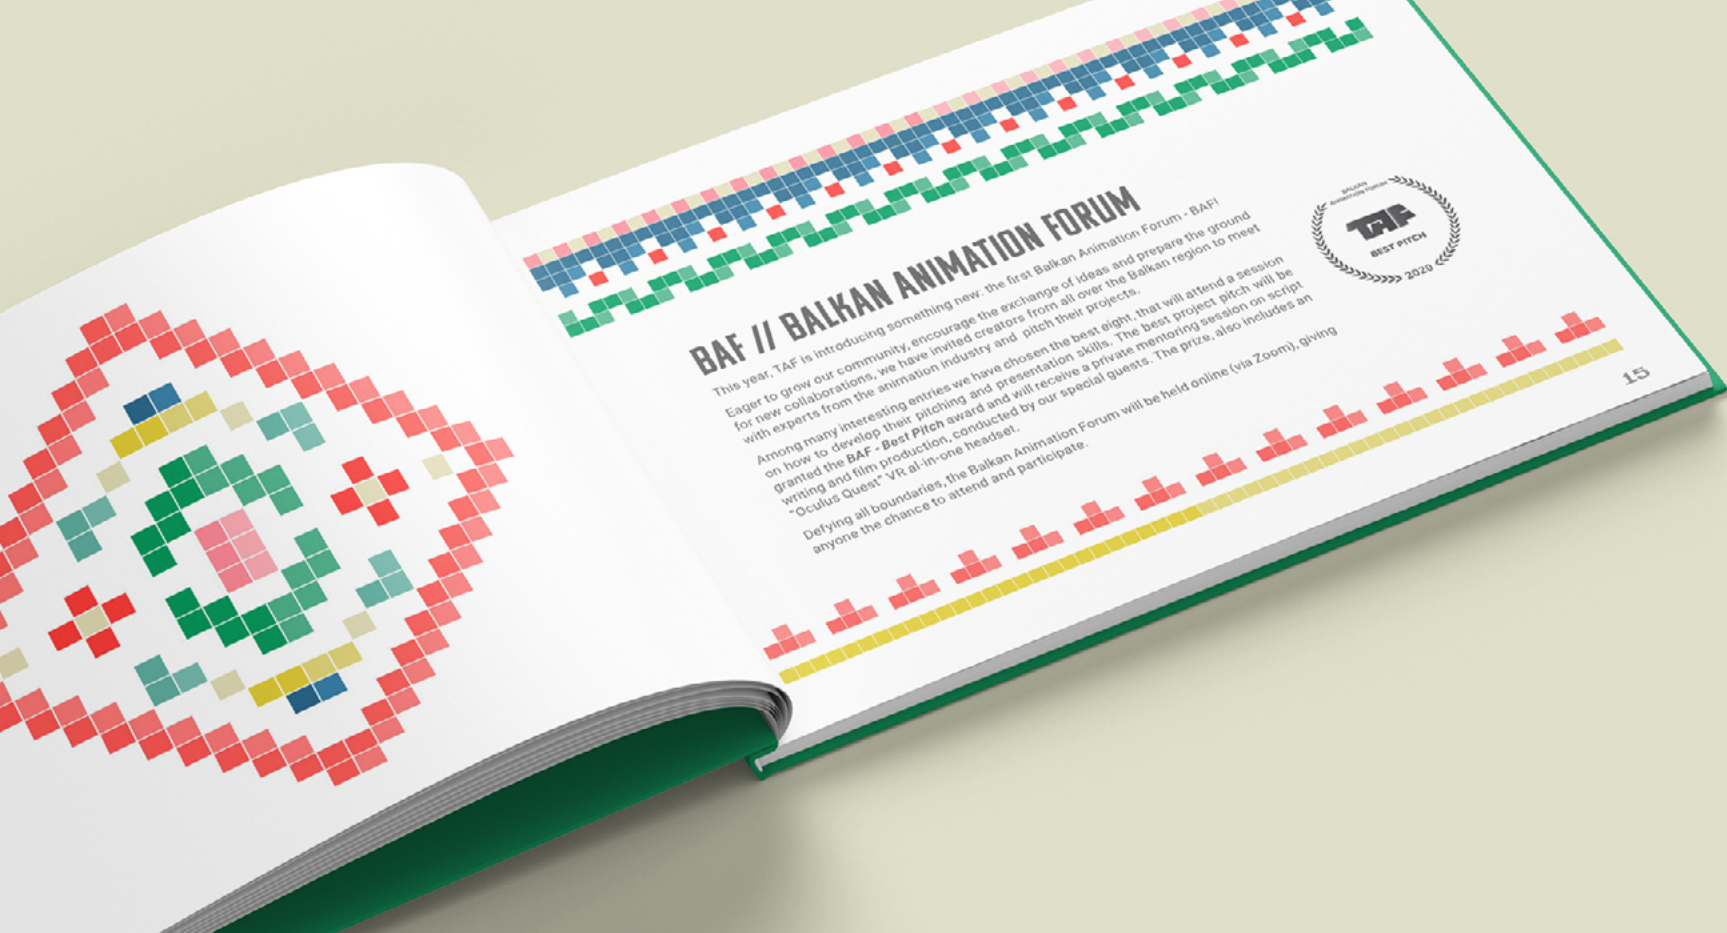 BAF // BALKAN ANIMATION FORUM
This year, TAF is introducing something new: the first Balkan Animation Forum - BAF!
Eager to grow our community, encourage the exchange of ideas and prepare the ground
for new collaborations, we have invited creators from all over the Balkan region to meet
with experts from the animation industry and pitch their projects.
Among many interesting entries we have chosen the best eight, that will attend a session
on how to develop their pitching and presentation skills. The best project pitch will be
granted the BAF - Best Pitch award and will receive a private mentoring session on script
writing and film production, conducted by our special guests. The prize, also includes an
"Oculus Quest" VR al-in-one headset.
Defying all boundaries, the Balkan Animation Forum will be held online (via Zoom), giving
anyone the chance to attend and participate.
BALKAN
ANIMATION FORUM
TAF
BEST PITCH
2020
15